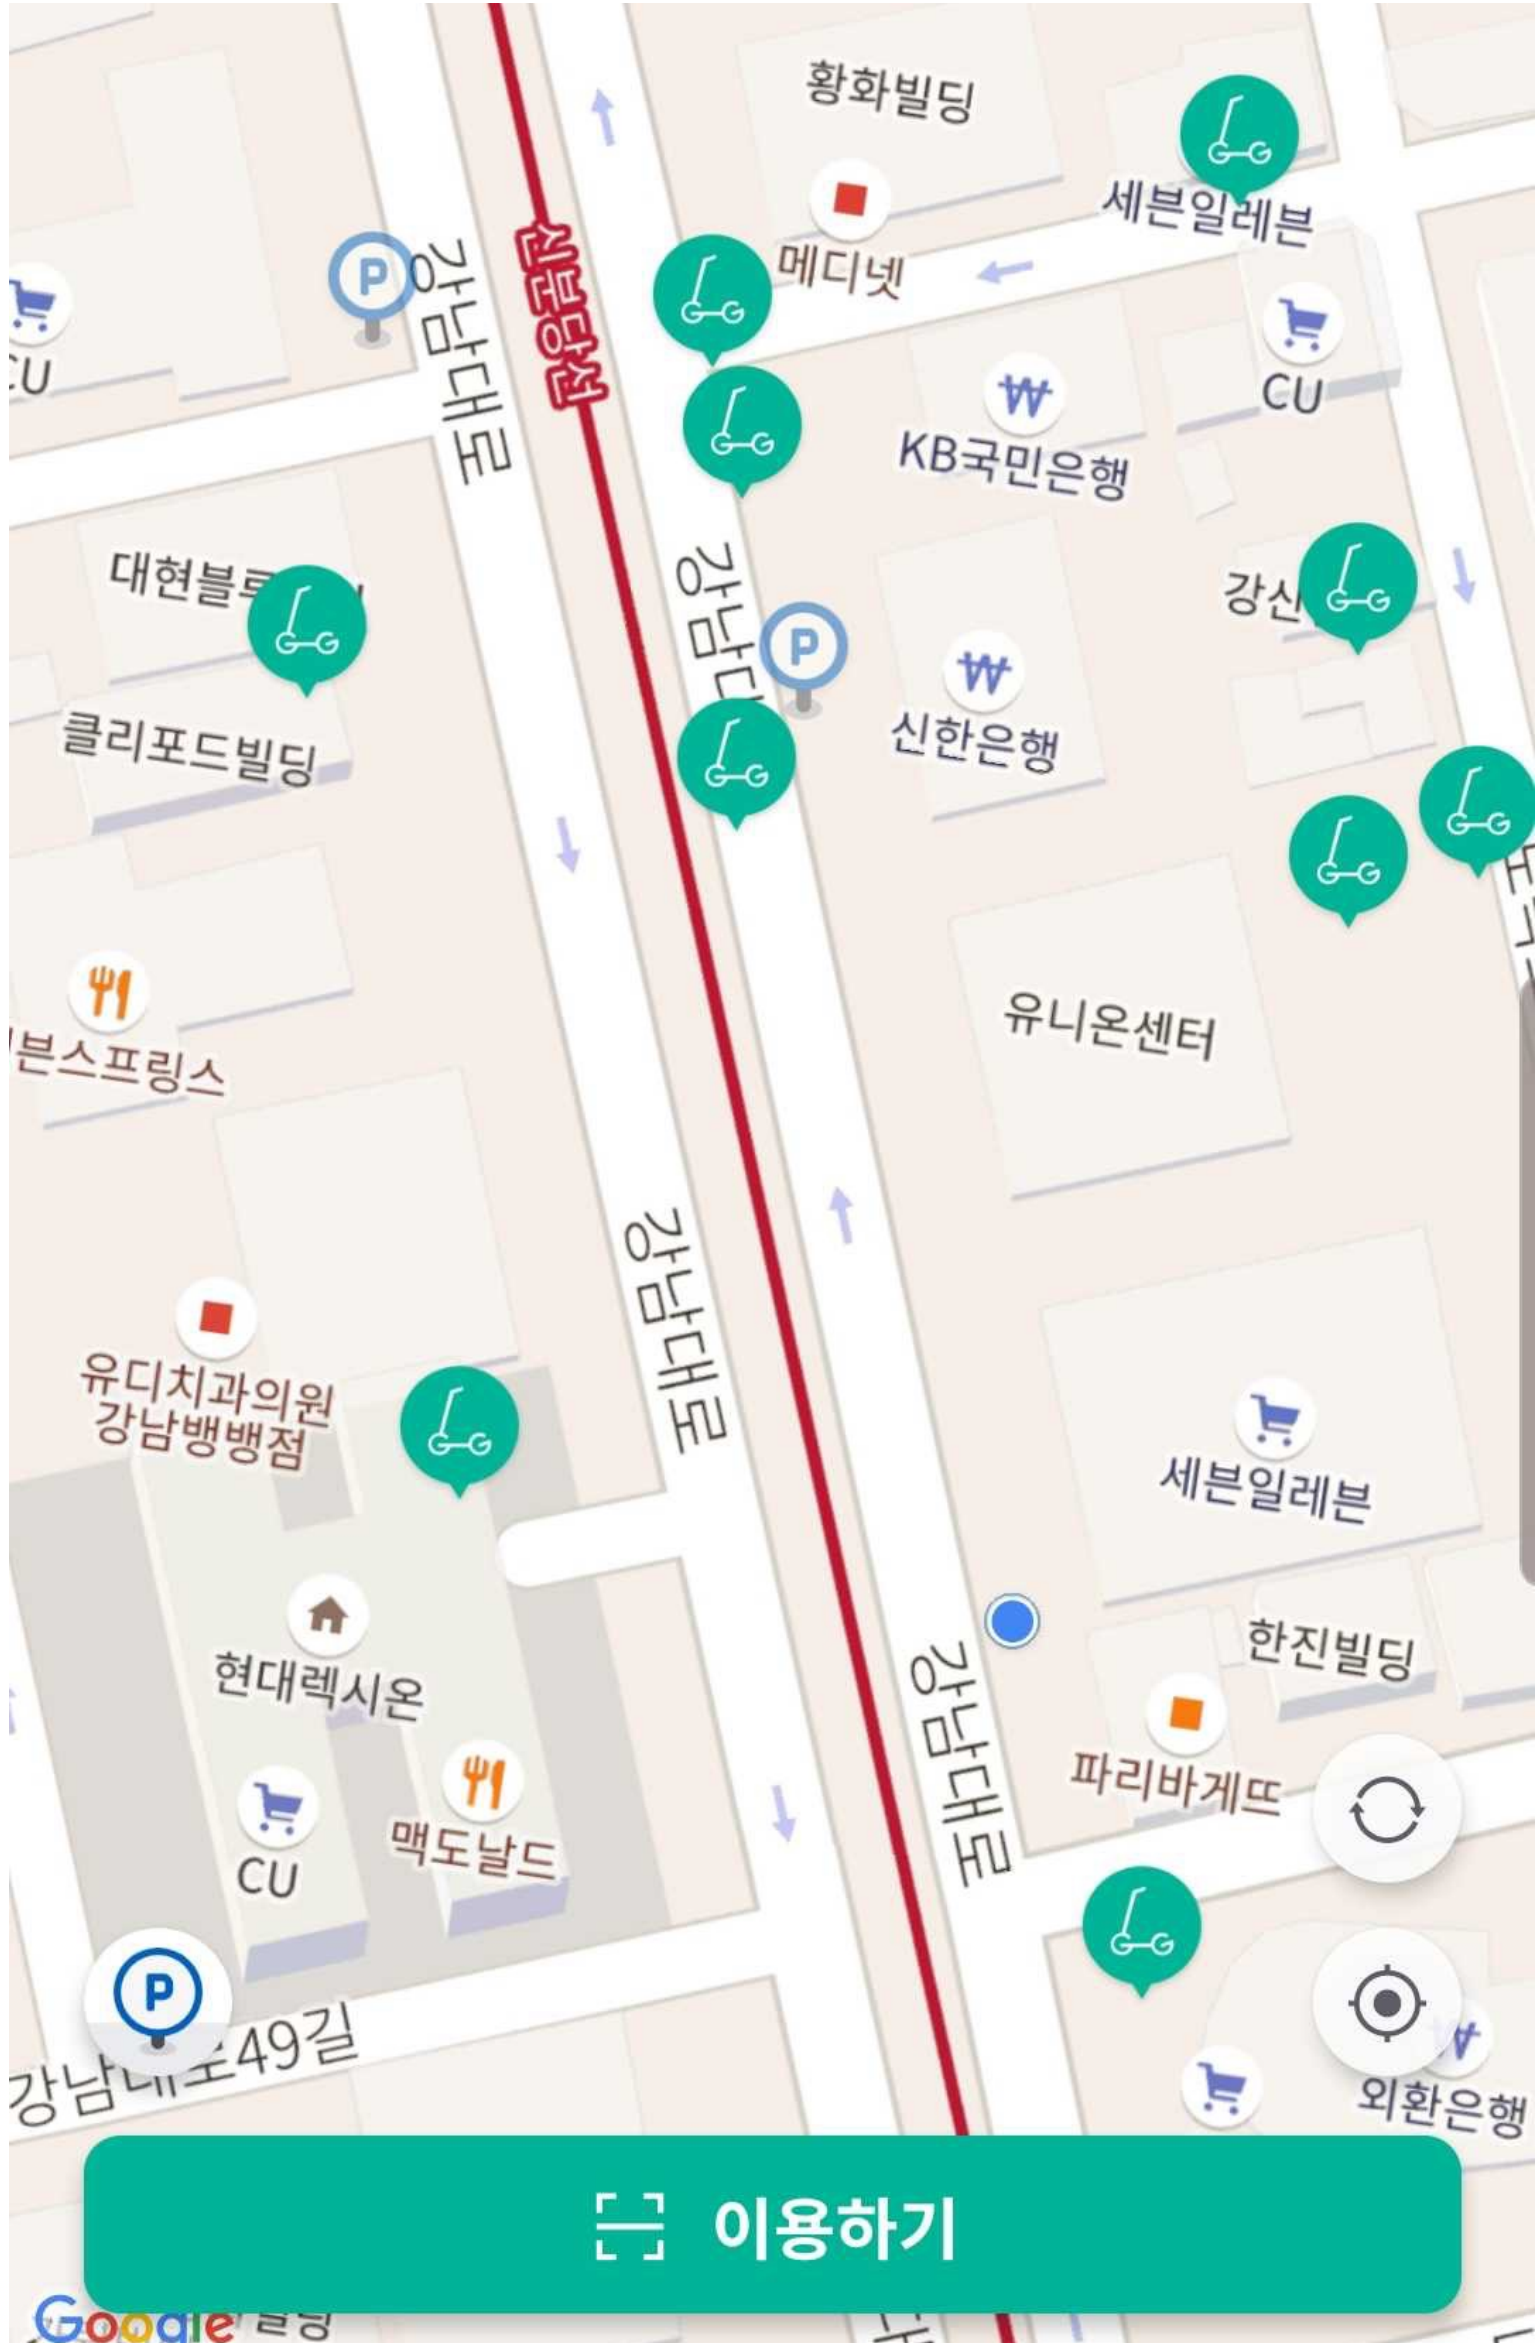 황화빌딩
세븐일레븐
메디넷
P
강남대로
신분당선
CU
CU
KB국민은행
강남대
P
신한은행
클리포드빌딩
유니온센터
븐스프링스
강남대로
유디치과의원
강남뱅뱅점
세븐일레븐
현대렉시온
한진빌딩
강남대로
파리바게뜨
맥도날드
CU
P
강남대로49길
외환은행
이용하기
Google
빌딩